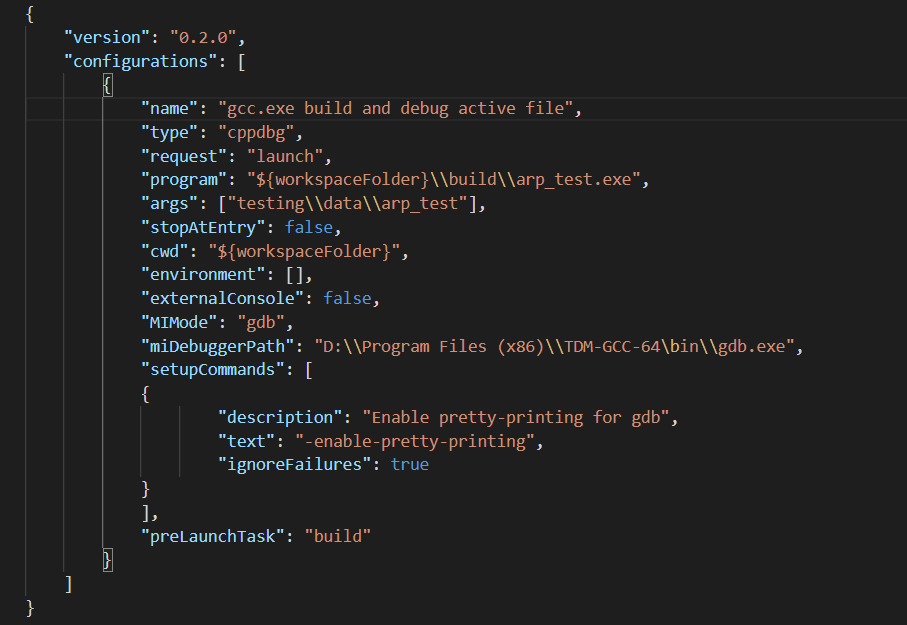 {
"version": "0.2.0",
"configurations": [
{
"name": "gcc.exe build and debug active file",
"type": "cppdbg",
"request": "launch",
"program": "${workspaceFolder}\\build\\arp_test.exe",
"args": ["testing\\data\\arp_test"],
"stopAtEntry": false,
"cwd": "${workspaceFolder}",
"environment": [],
"externalConsole": false,
"MIMode": "gdb",
"miDebuggerPath": "D:\\Program Files (x86)\\TDM-GCC-64\bin\\gdb.exe",
"setupCommands": [
{
"description": "Enable pretty-printing for gdb",
"text": "-enable-pretty-printing",
"ignoreFailures": true
}
],
"preLaunchTask": "build"
}
]
}